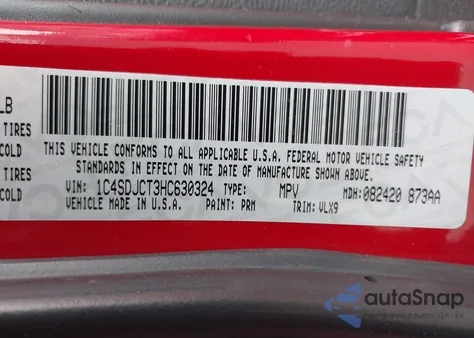 LB
TIRES
COLD
TIRES
COLD
THIS VEHICLE CONFORMS TO ALL APPLICABLE U.S.A. FEDERAL MOTOR VEHICLE SAFETY
STANDARDS IN EFFECT ON THE DATE OF MANUFACTURE SHOWN ABOVE.
VIN: 1C4SDJCT3HC630324 TYPE: MPV MDH: 082420 873AA
MADE IN U.S.A. PAINT: PRM TRIM: VLX9
autoSnap